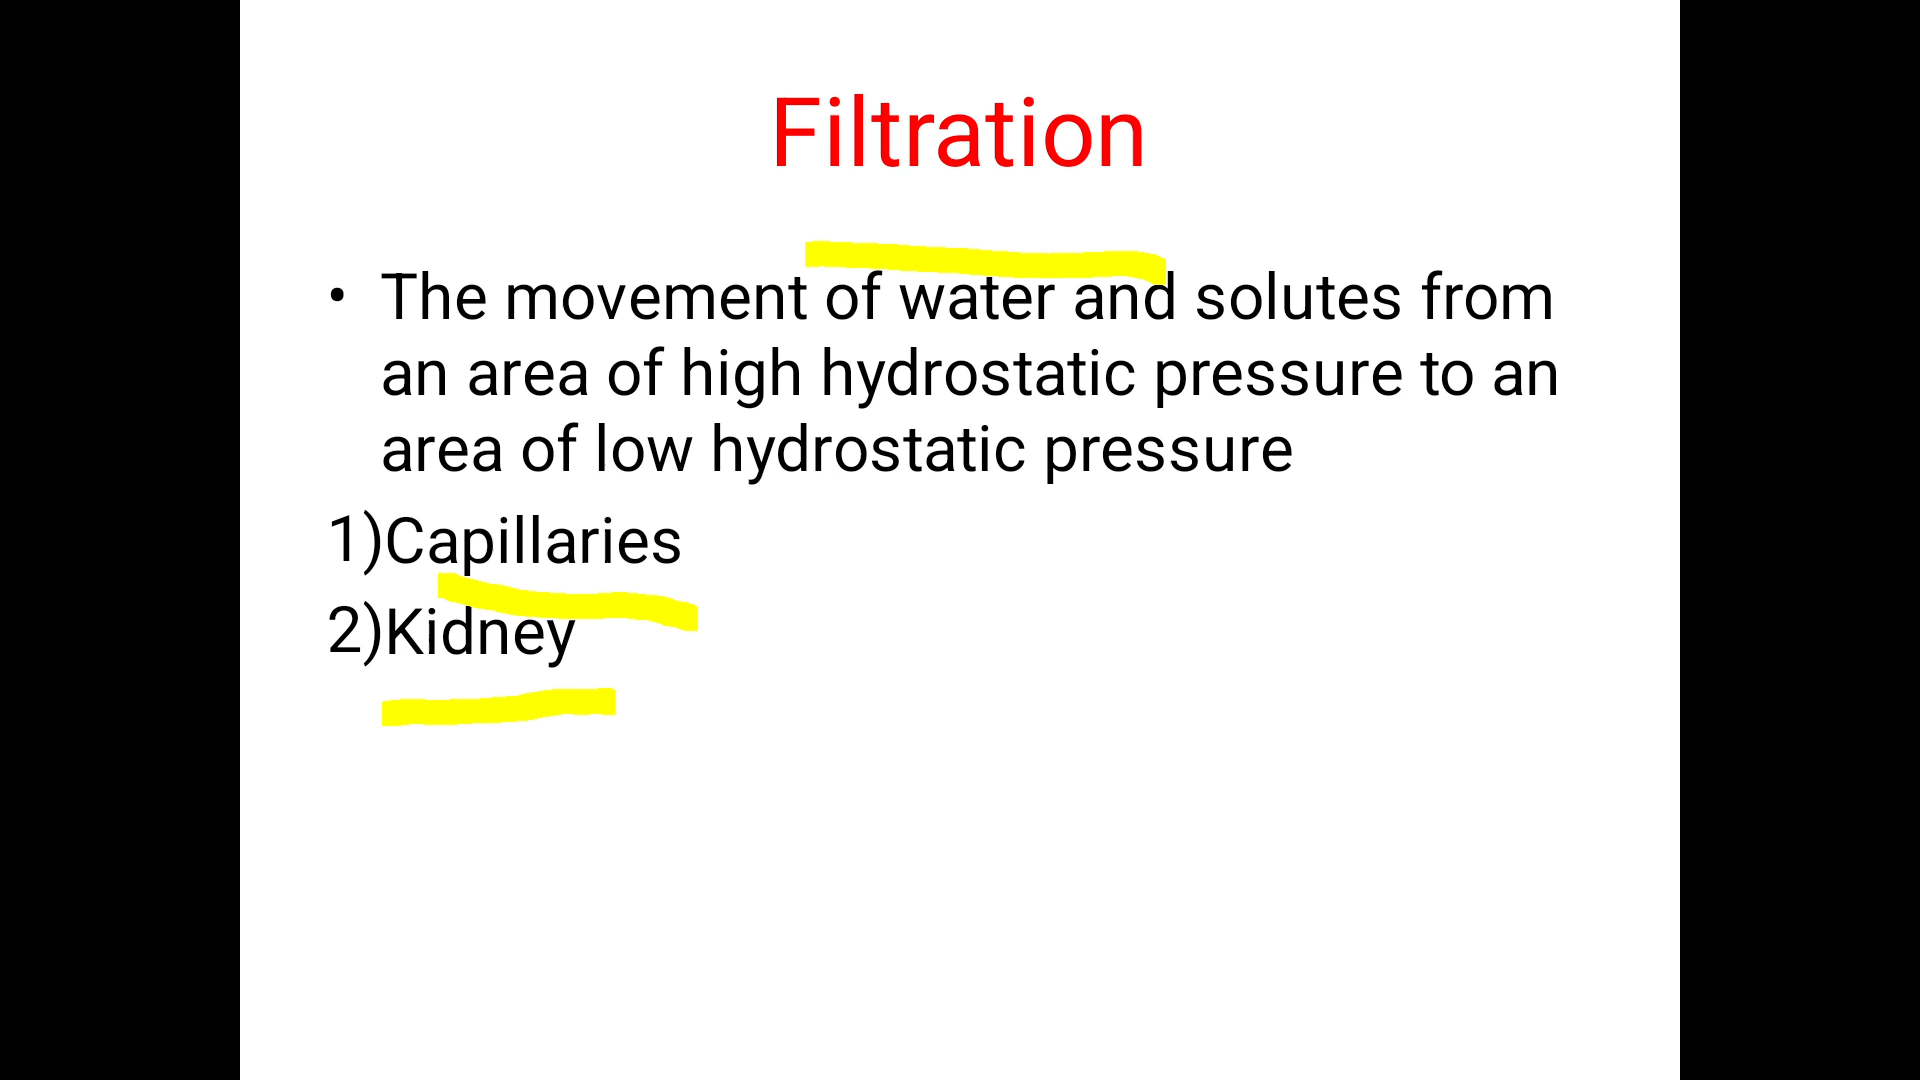 Filtration
• The movement of water and solutes from
an area of high hydrostatic pressure to an
area of low hydrostatic pressure
1)Capillaries
2)Kidney